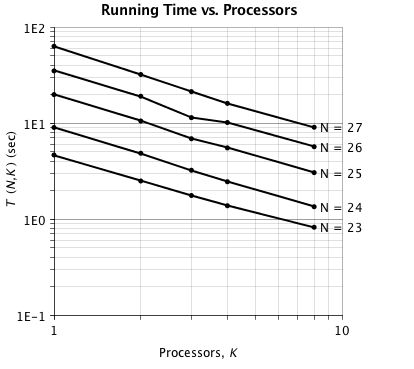 Running Time vs. Processors
1E2
1E1
1E0
1E−1
T (N,K) (sec)
N = 27
N = 26
N = 25
N = 24
N = 23
1
10
Processors, K